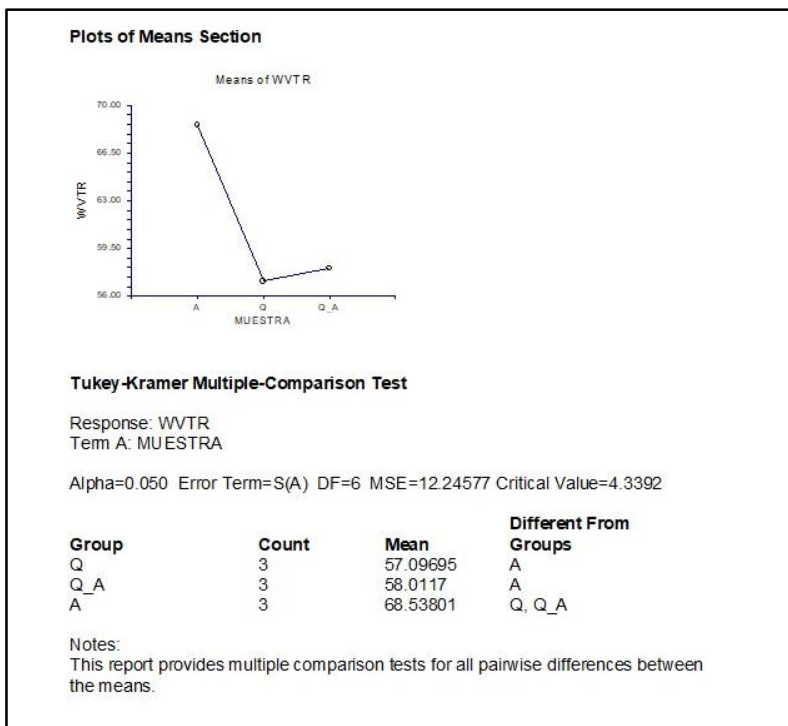 Plots of Means Section
Means of WVTR
70.00
66.50
63.00
59.50
56.00
WVTR
A Q Q_A
MUESTRA
Tukey-Kramer Multiple-Comparison Test
Response: WVTR
Term A: MUESTRA
Alpha=0.050 Error Term=S(A) DF=6 MSE=12.24577 Critical Value=4.3392
Different From
Group Count Mean Groups
Q 3 57.09695 A
Q_A 3 58.0117 A
A 3 68.53801 Q, Q_A
Notes:
This report provides multiple comparison tests for all pairwise differences between
the means.